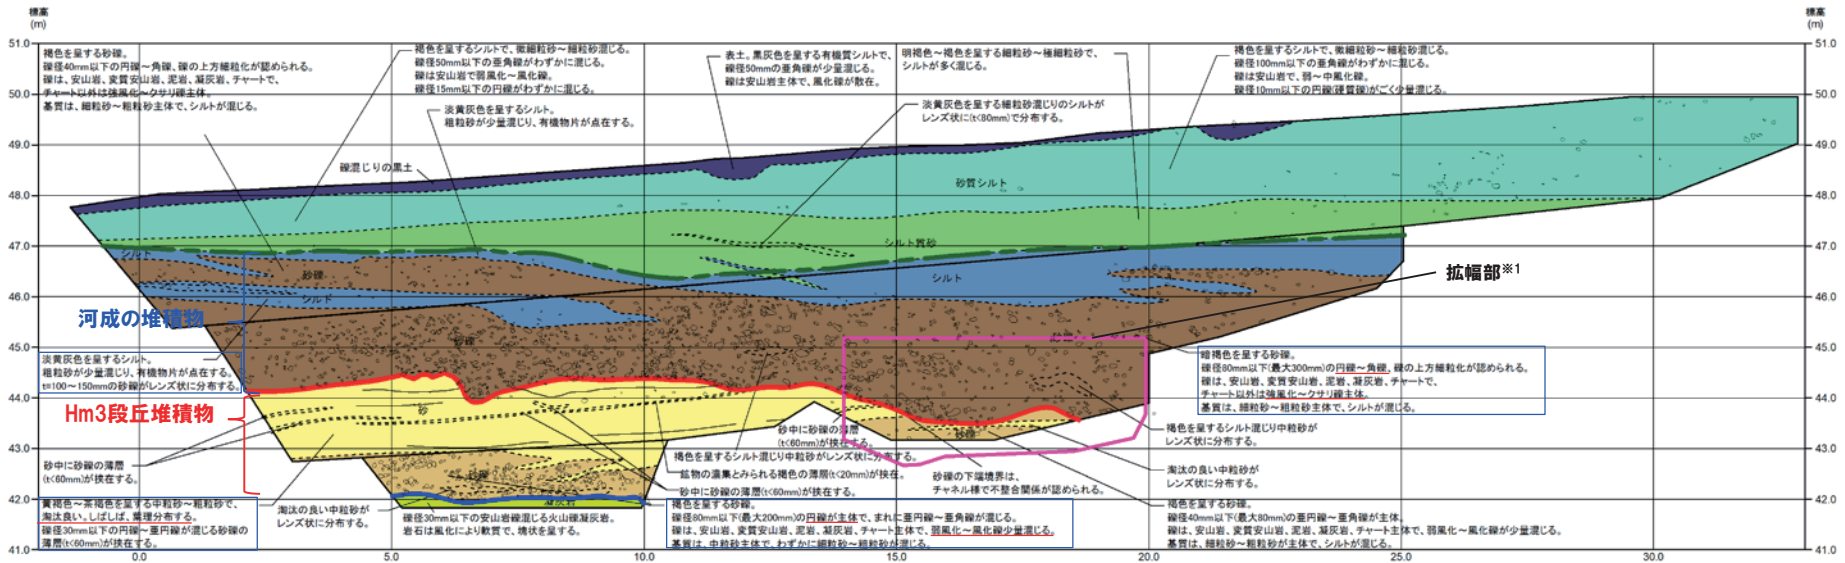 標高
(m)
標高
(m)
51.0
50.0
49.0
48.0
47.0
46.0
45.0
44.0
43.0
42.0
41.0
褐色を呈する砂礫。
礫径40mm以下の円礫～角礫、礫の上方細粒化が認められる。
礫は、安山岩、変質安山岩、泥岩、凝灰岩、チャートで、
チャート以外は強風化～クサリ礫主体。
基質は、細粒砂～粗粒砂主体で、シルトが混じる。
褐色を呈するシルトで、微細粒砂～細粒砂混じる。
礫径50mm以下の亜角礫がわずかに混じる。
礫は安山岩で弱風化～風化礫。
礫径15mm以下の円礫がわずかに混じる。
淡黄灰色を呈するシルト。
粗粒砂が少量混じり、有機物片が点在する。
礫混じりの黒土
表土。黒灰色を呈する有機質シルトで、
礫径50mmの亜角礫が少量混じる。
礫は安山岩主体で、風化礫が散在。
明褐色～褐色を呈する細粒砂～極細粒砂で、
シルトが多く混じる。
淡黄灰色を呈する細粒砂混じりのシルトが
レンズ状に(t<80mm)で分布する。
褐色を呈するシルトで、微細粒砂～細粒砂混じる。
礫径100mm以下の亜角礫がわずかに混じる。
礫は安山岩で、弱～中風化礫。
礫径10mm以下の円礫(硬質礫)がごく少量混じる。
砂質シルト
シルト質砂
シルト
シルト
シルト
砂礫
砂礫
砂
砂礫
砂礫
凝灰岩
拡幅部※1
河成の堆積物
淡黄灰色を呈するシルト。
粗粒砂が少量混じり、有機物片が点在する。
t=100～150mmの砂礫がレンズ状に分布する。
Hm3段丘堆積物
砂中に砂礫の薄層
(t<60mm)が挟在する。
黄褐色～茶褐色を呈する中粒砂～粗粒砂で、
淘汰良い。しばしば、葉理分布する。
礫径30mm以下の円礫～亜円礫が混じる砂礫の
薄層(t<60mm)が挟在する。
淘汰の良い中粒砂が
レンズ状に分布する。
礫径30mm以下の安山岩礫混じる火山礫凝灰岩。
岩石は風化により軟質で、塊状を呈する。
砂中に砂礫の薄層
(t<60mm)が挟在する。
褐色を呈するシルト混じり中粒砂がレンズ状に分布する。
鉱物の濃集とみられる褐色の薄層(t<20mm)が挟在。
砂中に砂礫の薄層(t<60mm)が挟在する。
褐色を呈する砂礫。
礫径80mm以下(最大200mm)の円礫が主体で、まれに亜円礫～亜角礫が混じる。
礫は、安山岩、変質安山岩、泥岩、凝灰岩、チャート主体で、弱風化～風化礫少量混じる。
基質は、中粒砂主体で、わずかに細粒砂～粗粒砂が混じる。
砂礫の下端境界は、
チャネル様で不整合関係が認められる。
暗褐色を呈する砂礫。
礫径80mm以下(最大300mm)の円礫～角礫、礫の上方細粒化が認められる。
礫は、安山岩、変質安山岩、泥岩、凝灰岩、チャートで、
チャート以外は強風化～クサリ礫主体。
基質は、細粒砂～粗粒砂主体で、シルトが混じる。
褐色を呈するシルト混じり中粒砂が
レンズ状に分布する。
淘汰の良い中粒砂が
レンズ状に分布する。
褐色を呈する砂礫。
礫径40mm以下(最大80mm)の亜円礫～亜角礫が主体。
礫は、安山岩、変質安山岩、泥岩、凝灰岩、チャート主体で、弱風化～風化礫が少量混じる。
基質は、細粒砂～粗粒砂が主体で、シルトが混じる。
51.0
50.0
49.0
48.0
47.0
46.0
45.0
44.0
43.0
42.0
41.0
0.0 5.0 10.0 15.0 20.0 25.0 30.0